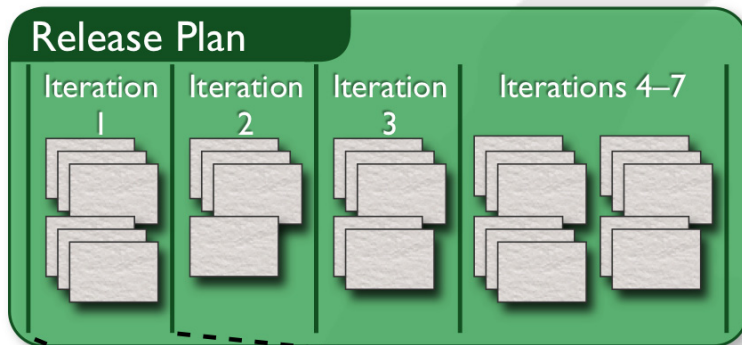 Release Plan
Iteration
1
Iteration
2
Iteration
3
Iterations 4–7